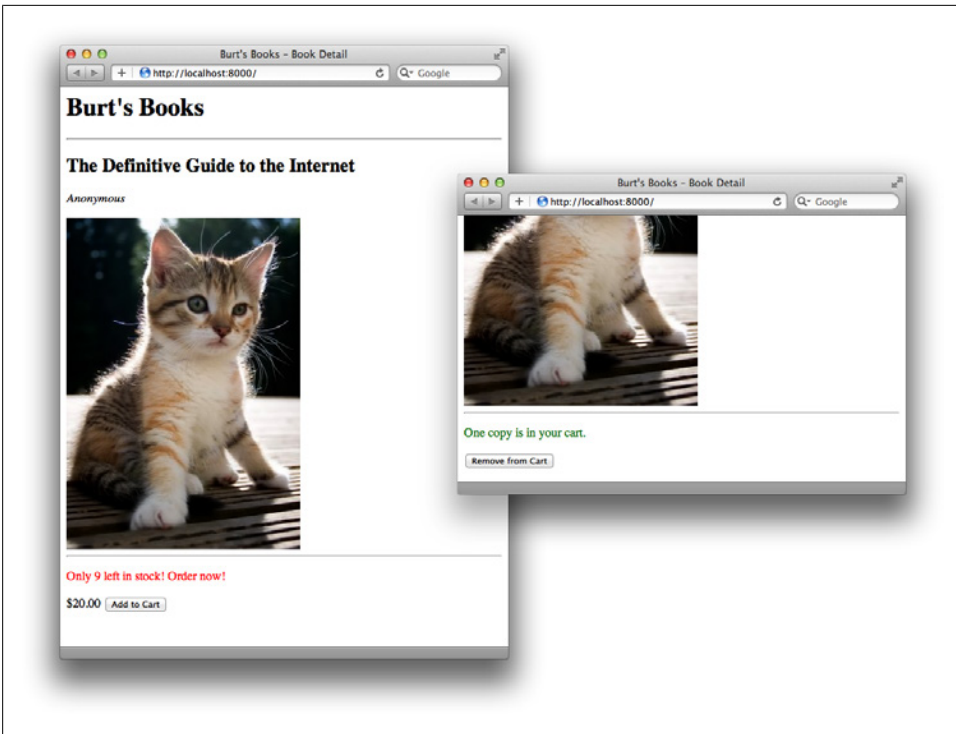 Burt's Books - Book Detail
http://localhost:8000/
Google
Burt's Books
The Definitive Guide to the Internet
Anonymous
Only 9 left in stock! Order now!
$20.00 Add to Cart
Burt's Books - Book Detail
http://localhost:8000/
Google
One copy is in your cart.
Remove from Cart